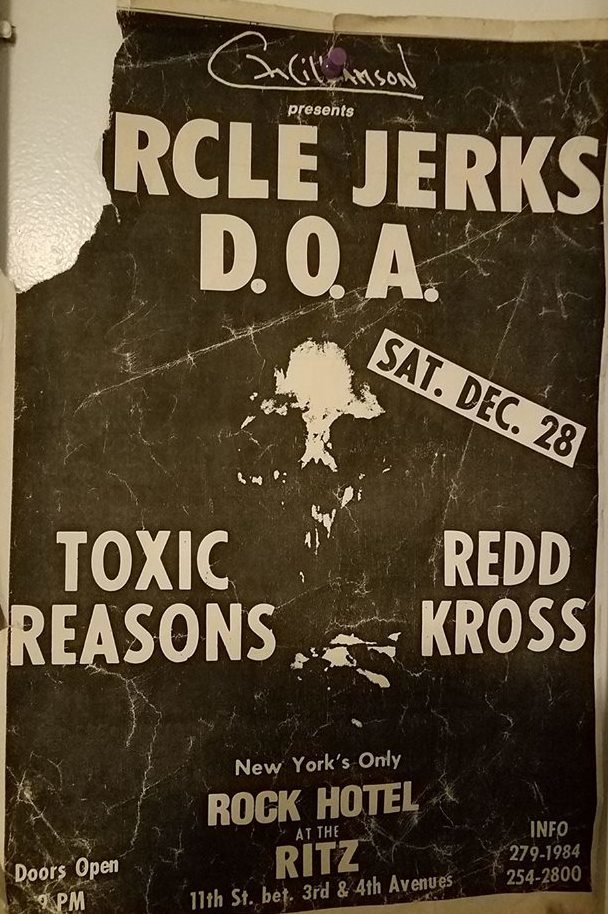 presents
RCLE JERKS
D.O.A.
SAT. DEC. 28
TOXIC
REASONS
REDD
KROSS
New York's Only
ROCK HOTEL
AT THE
RITZ
11th St. bet. 3rd & 4th Avenues
Doors Open
9 PM
INFO
279-1984
254-2800